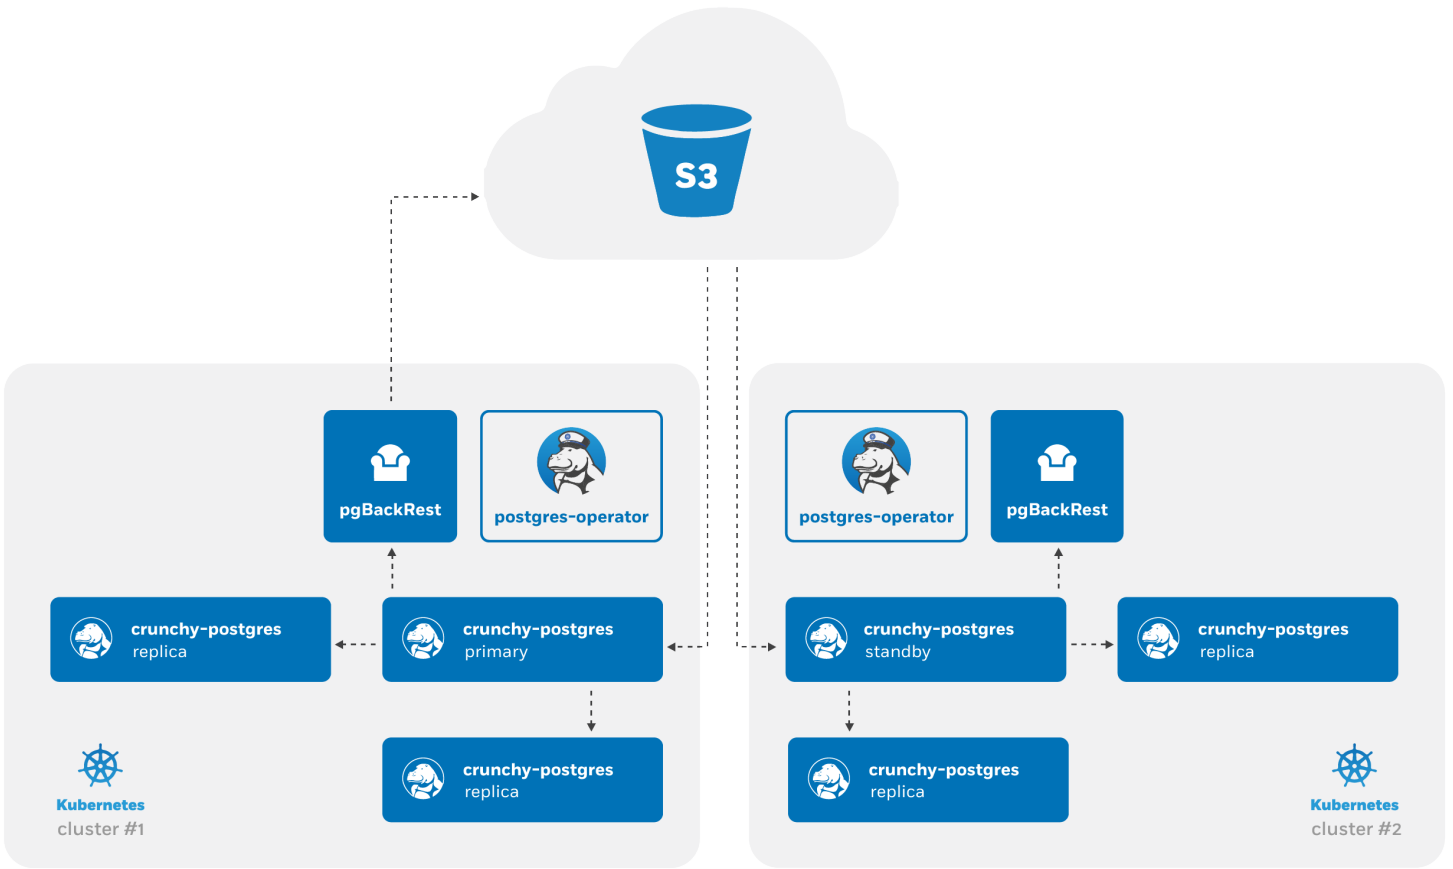 S3
pgBackRest
postgres-operator
crunchy-postgres
replica
crunchy-postgres
primary
crunchy-postgres
replica
Kubernetes
cluster #1
postgres-operator
pgBackRest
crunchy-postgres
standby
crunchy-postgres
replica
crunchy-postgres
replica
Kubernetes
cluster #2